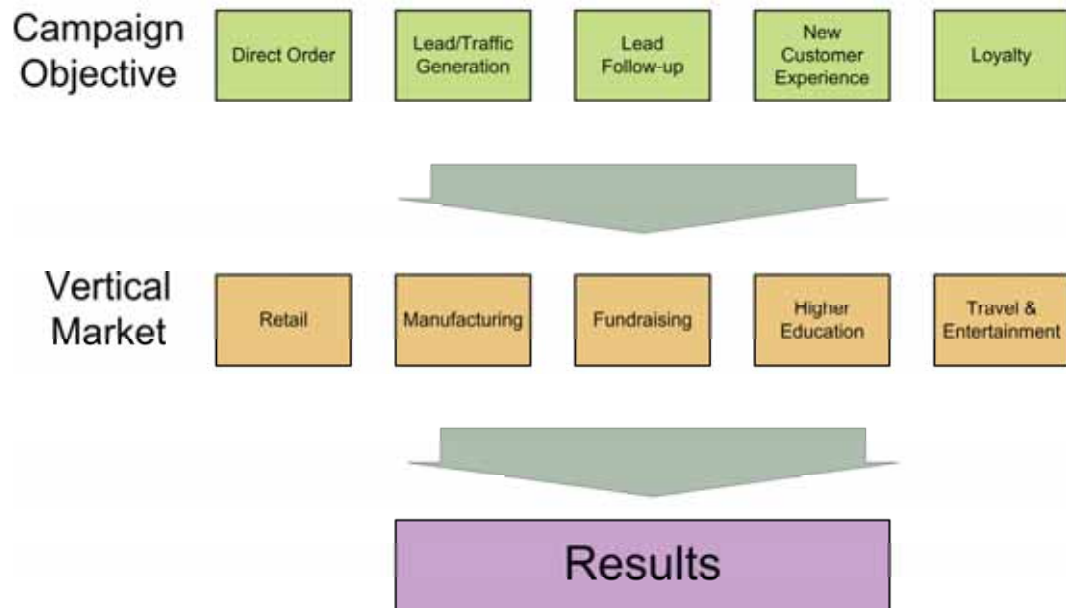 Campaign
Objective
Direct Order
Lead/Traffic
Generation
Lead
Follow-up
New
Customer
Experience
Loyalty
Vertical
Market
Retail
Manufacturing
Fundraising
Higher
Education
Travel &
Entertainment
Results